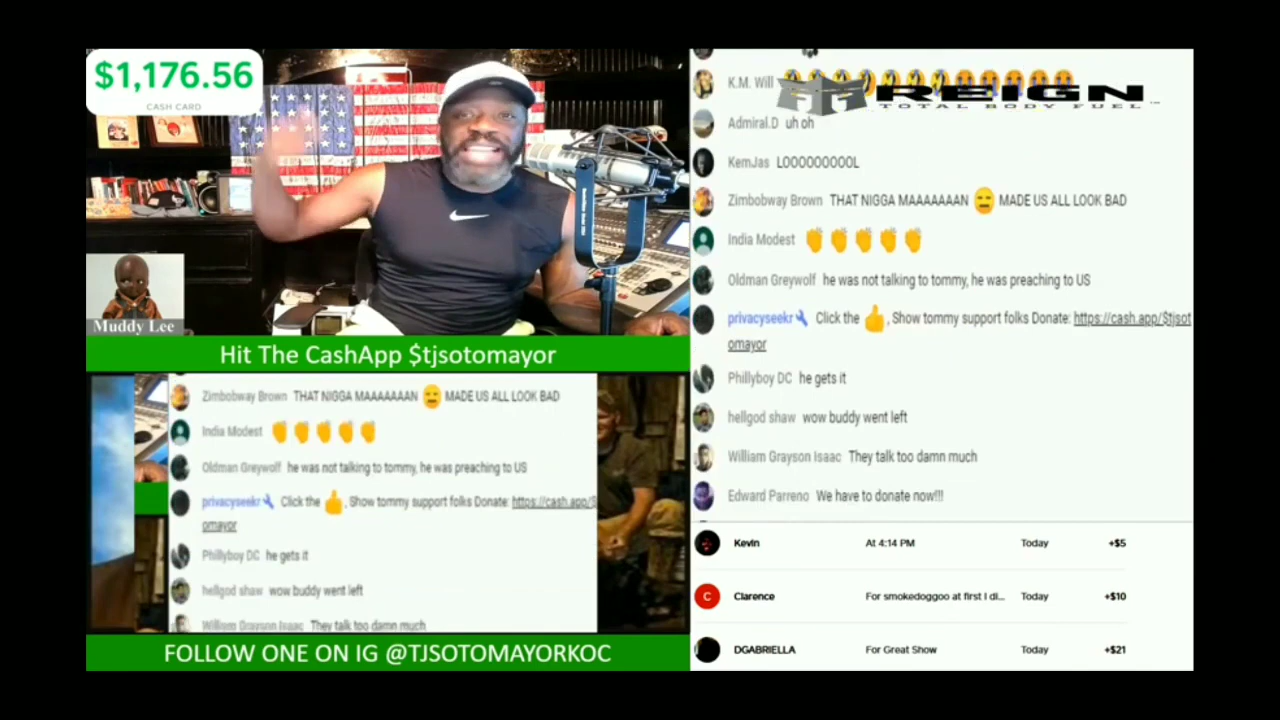 $1,176.56
CASH CARD
Muddy Lee
Hit The CashApp $tjsotomayor
Zimbobway Brown THAT NIGGA MAAAAAAAN 😑 MADE US ALL LOOK BAD
India Modest 👏👏👏👏👏
Oldman Greywolf he was not talking to tommy, he was preaching to US
privacyseekr Click the 👍, Show tommy support folks Donate: https://cash.app/$
omayor
Phillyboy DC he gets it
hellgod shaw wow buddy went left
William Grayson Isaac They talk too damn much
FOLLOW ONE ON IG @TJSOTOMAYORKOC
K.M. Will
REIGN
TOTAL BODY FUEL
Admiral.D uh oh
KemJas LOOOOOOOOOL
Zimbobway Brown THAT NIGGA MAAAAAAAN 😑 MADE US ALL LOOK BAD
India Modest 👏👏👏👏👏
Oldman Greywolf he was not talking to tommy, he was preaching to US
privacyseekr Click the 👍, Show tommy support folks Donate: https://cash.app/$tjsot
omayor
Phillyboy DC he gets it
hellgod shaw wow buddy went left
William Grayson Isaac They talk too damn much
Edward Parreno We have to donate now!!!
Kevin At 4:14 PM Today +$5
C Clarence For smokedoggoo at first I di... Today +$10
DGABRIELLA For Great Show Today +$21